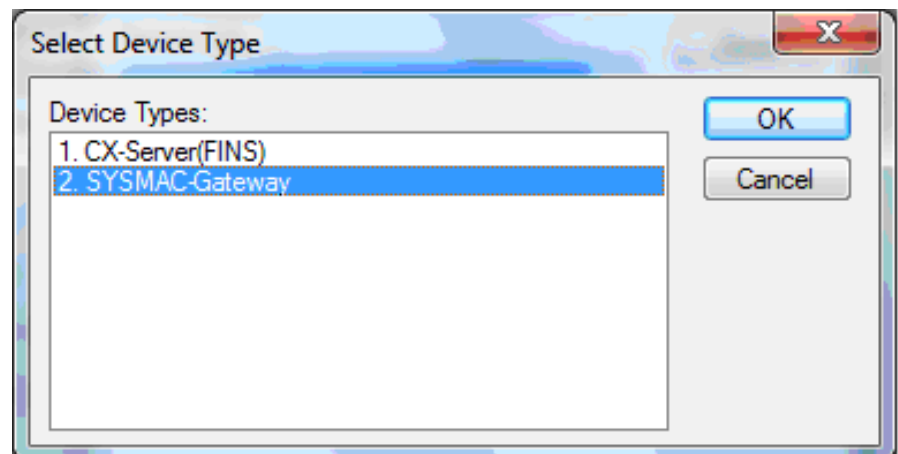 Select Device Type
Device Types:
1. CX-Server(FINS)
2. SYSMAC-Gateway
OK
Cancel